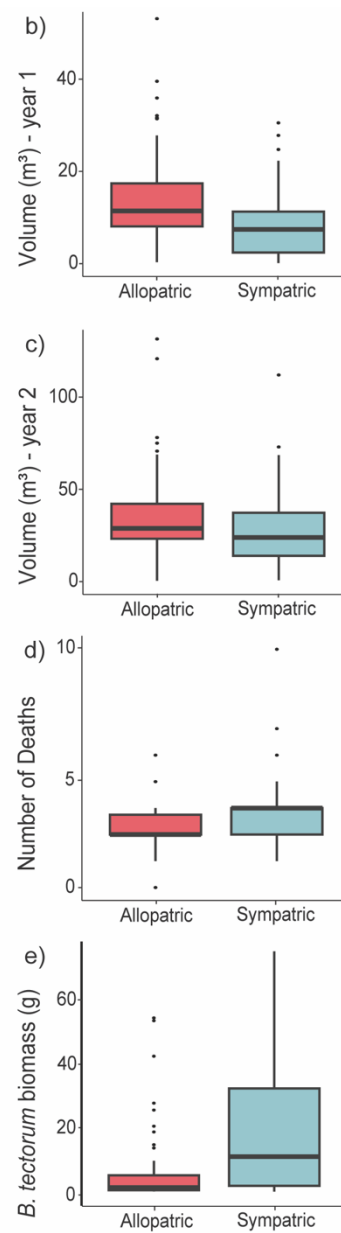 b)
Volume (m³) - year 1
40
20
0
Allopatric Sympatric
c)
Volume (m³) - year 2
100
50
0
Allopatric Sympatric
d)
Number of Deaths
10
5
0
Allopatric Sympatric
e)
B. tectorum biomass (g)
60
40
20
0
Allopatric Sympatric